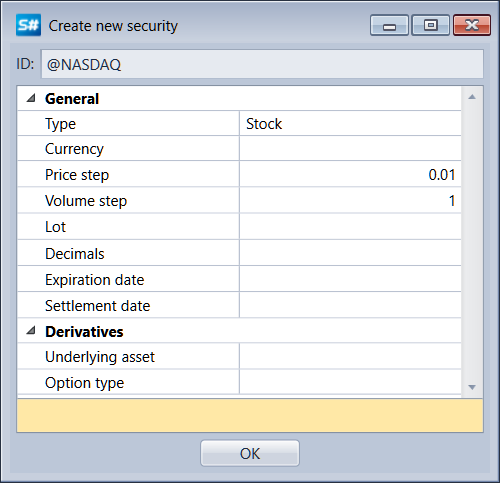 S# Create new security
ID: @NASDAQ
General
Type Stock
Currency
Price step 0.01
Volume step 1
Lot
Decimals
Expiration date
Settlement date
Derivatives
Underlying asset
Option type
OK